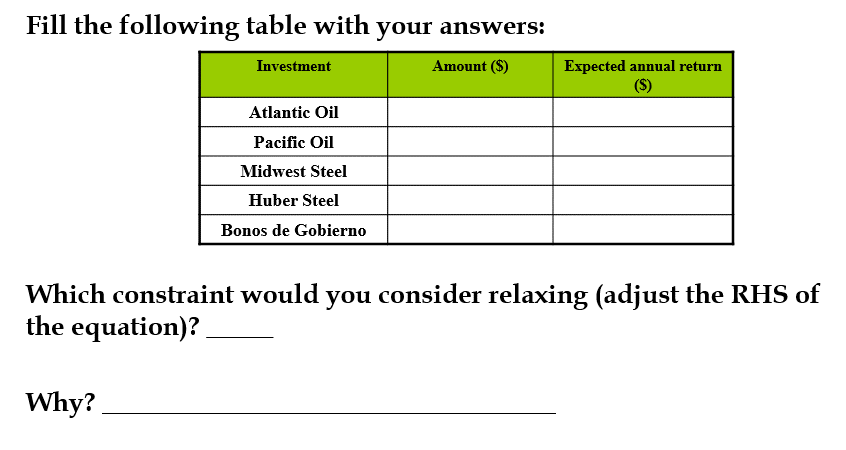 Fill the following table with your answers:
Investment Amount ($) Expected annual return
($)
Atlantic Oil
Pacific Oil
Midwest Steel
Huber Steel
Bonos de Gobierno
Which constraint would you consider relaxing (adjust the RHS of
the equation)? _____
Why? __________________________________